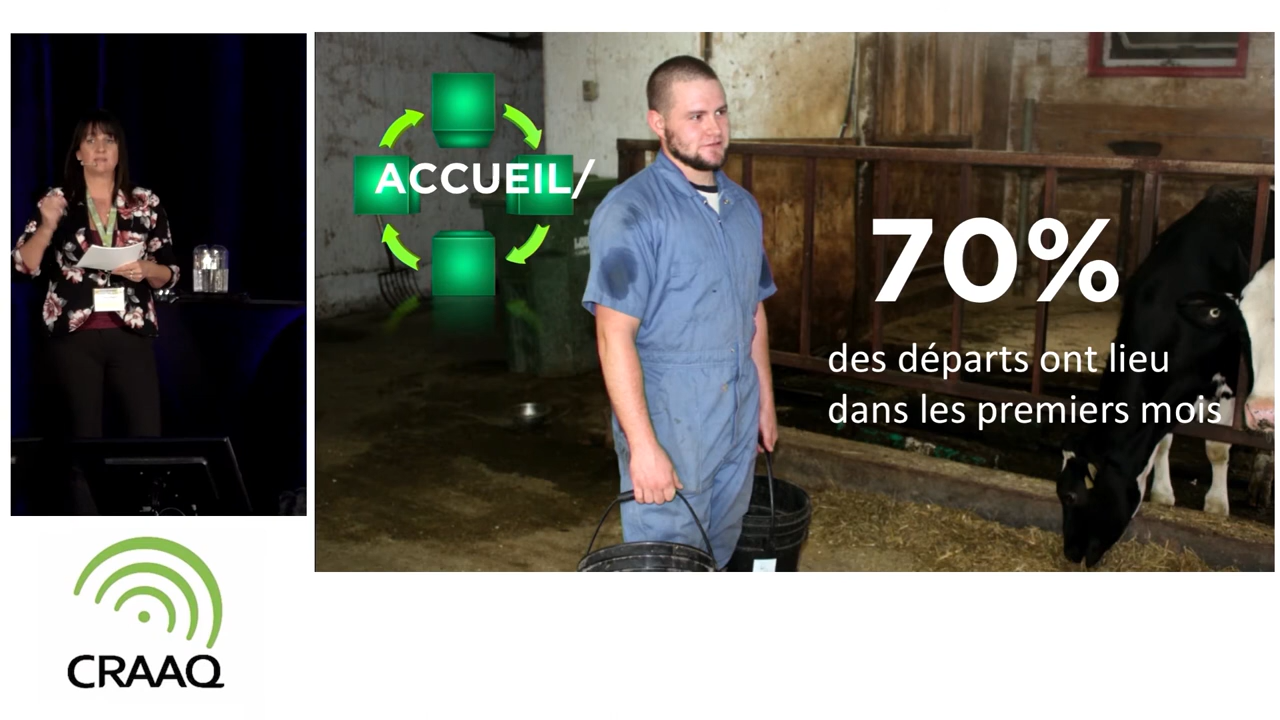 ACCUEIL/
70%
des départs ont lieu
dans les premiers mois
CRAAQ